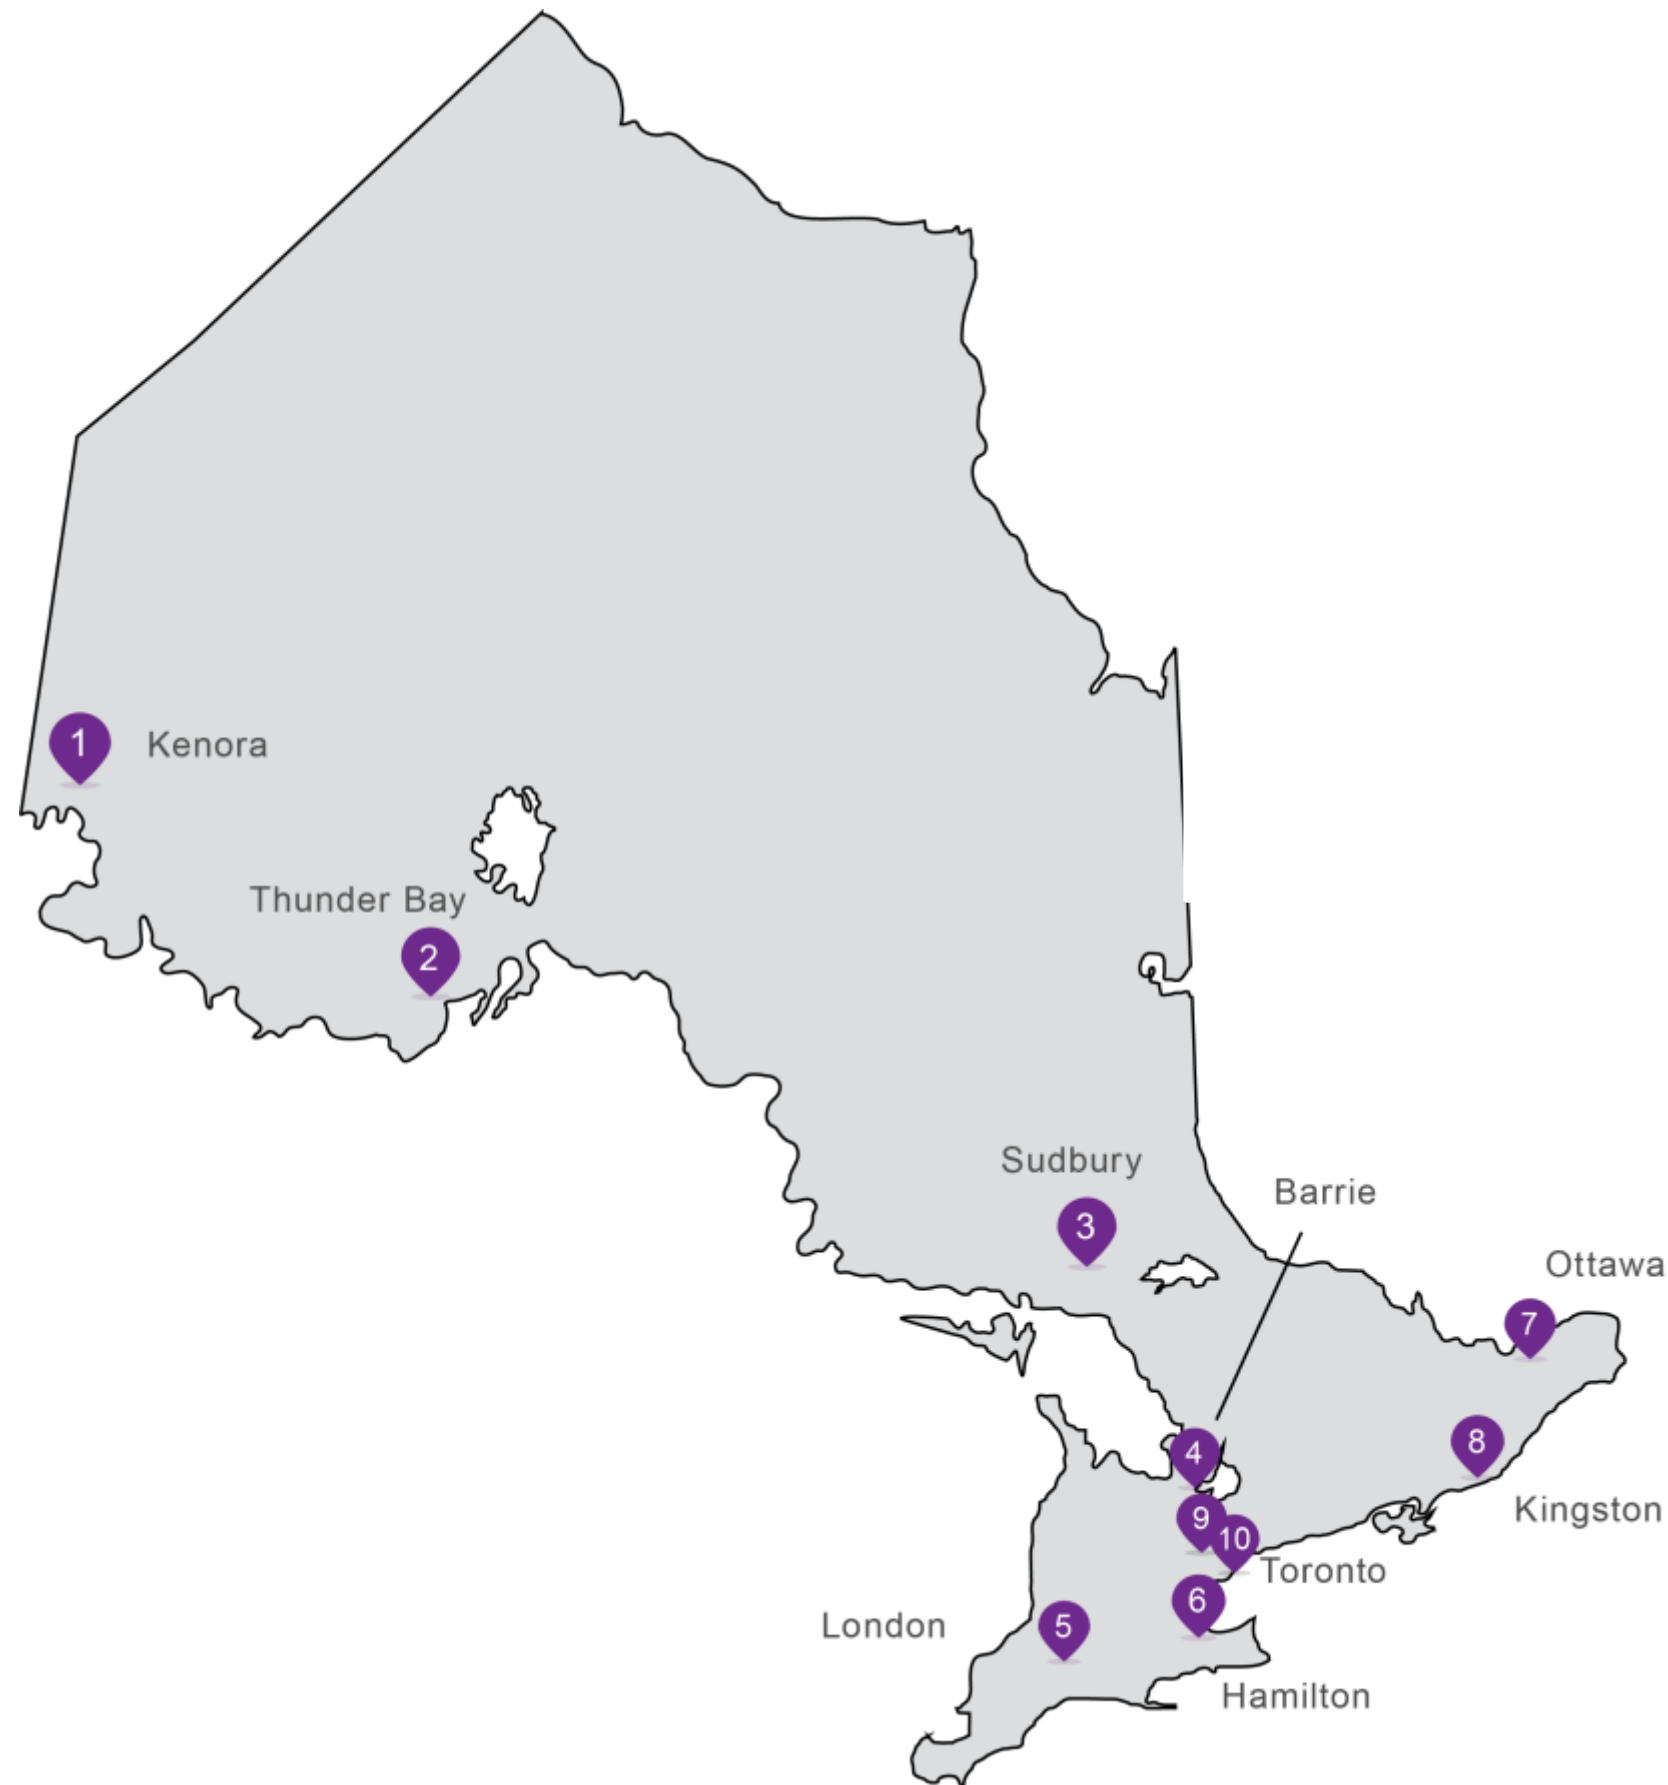 1
Kenora
Thunder Bay
2
Sudbury
3
Barrie
Ottawa
7
4
8
9
10
Kingston
Toronto
6
London
5
Hamilton